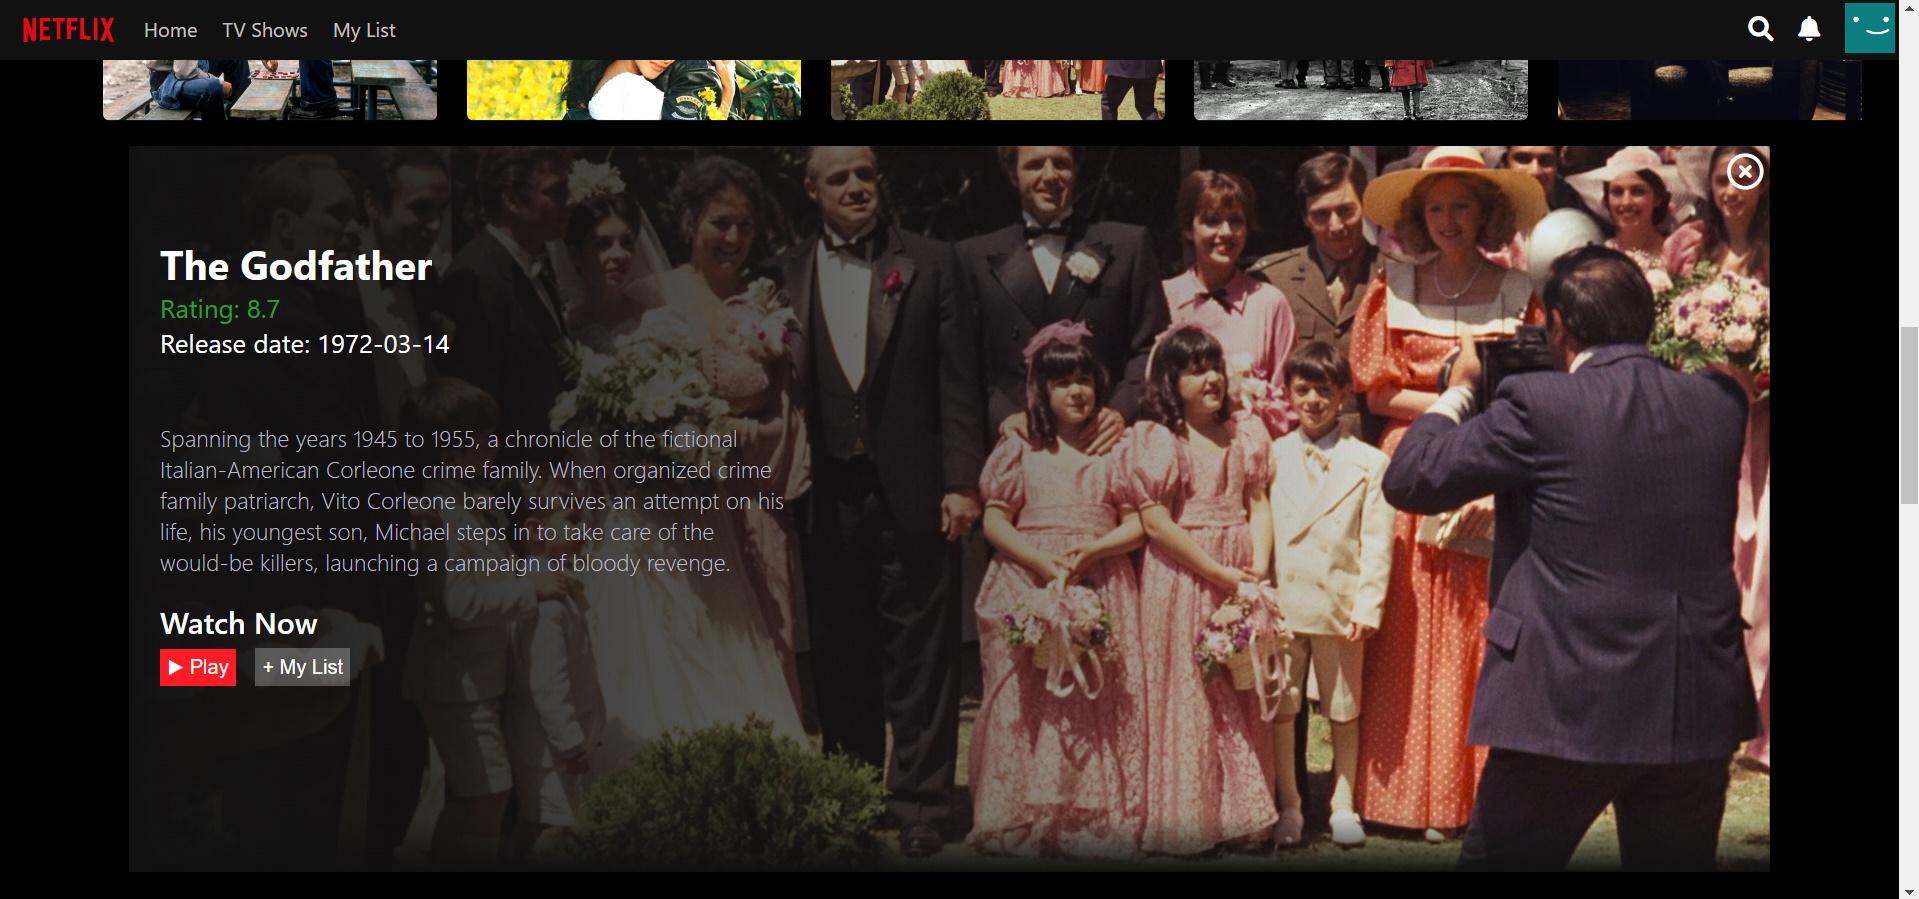 NETFLIX Home TV Shows My List
The Godfather
Rating: 8.7
Release date: 1972-03-14
Spanning the years 1945 to 1955, a chronicle of the fictional
Italian-American Corleone crime family. When organized crime
family patriarch, Vito Corleone barely survives an attempt on his
life, his youngest son, Michael steps in to take care of the
would-be killers, launching a campaign of bloody revenge.
Watch Now
Play + My List